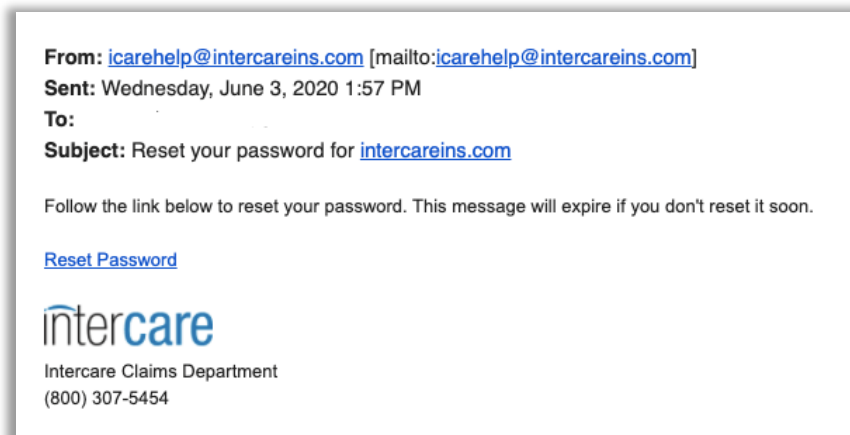 From: icarehelp@intercareins.com [mailto:icarehelp@intercareins.com]
Sent: Wednesday, June 3, 2020 1:57 PM
To:
Subject: Reset your password for intercareins.com
Follow the link below to reset your password. This message will expire if you don't reset it soon.
Reset Password
intercare
Intercare Claims Department
(800) 307-5454